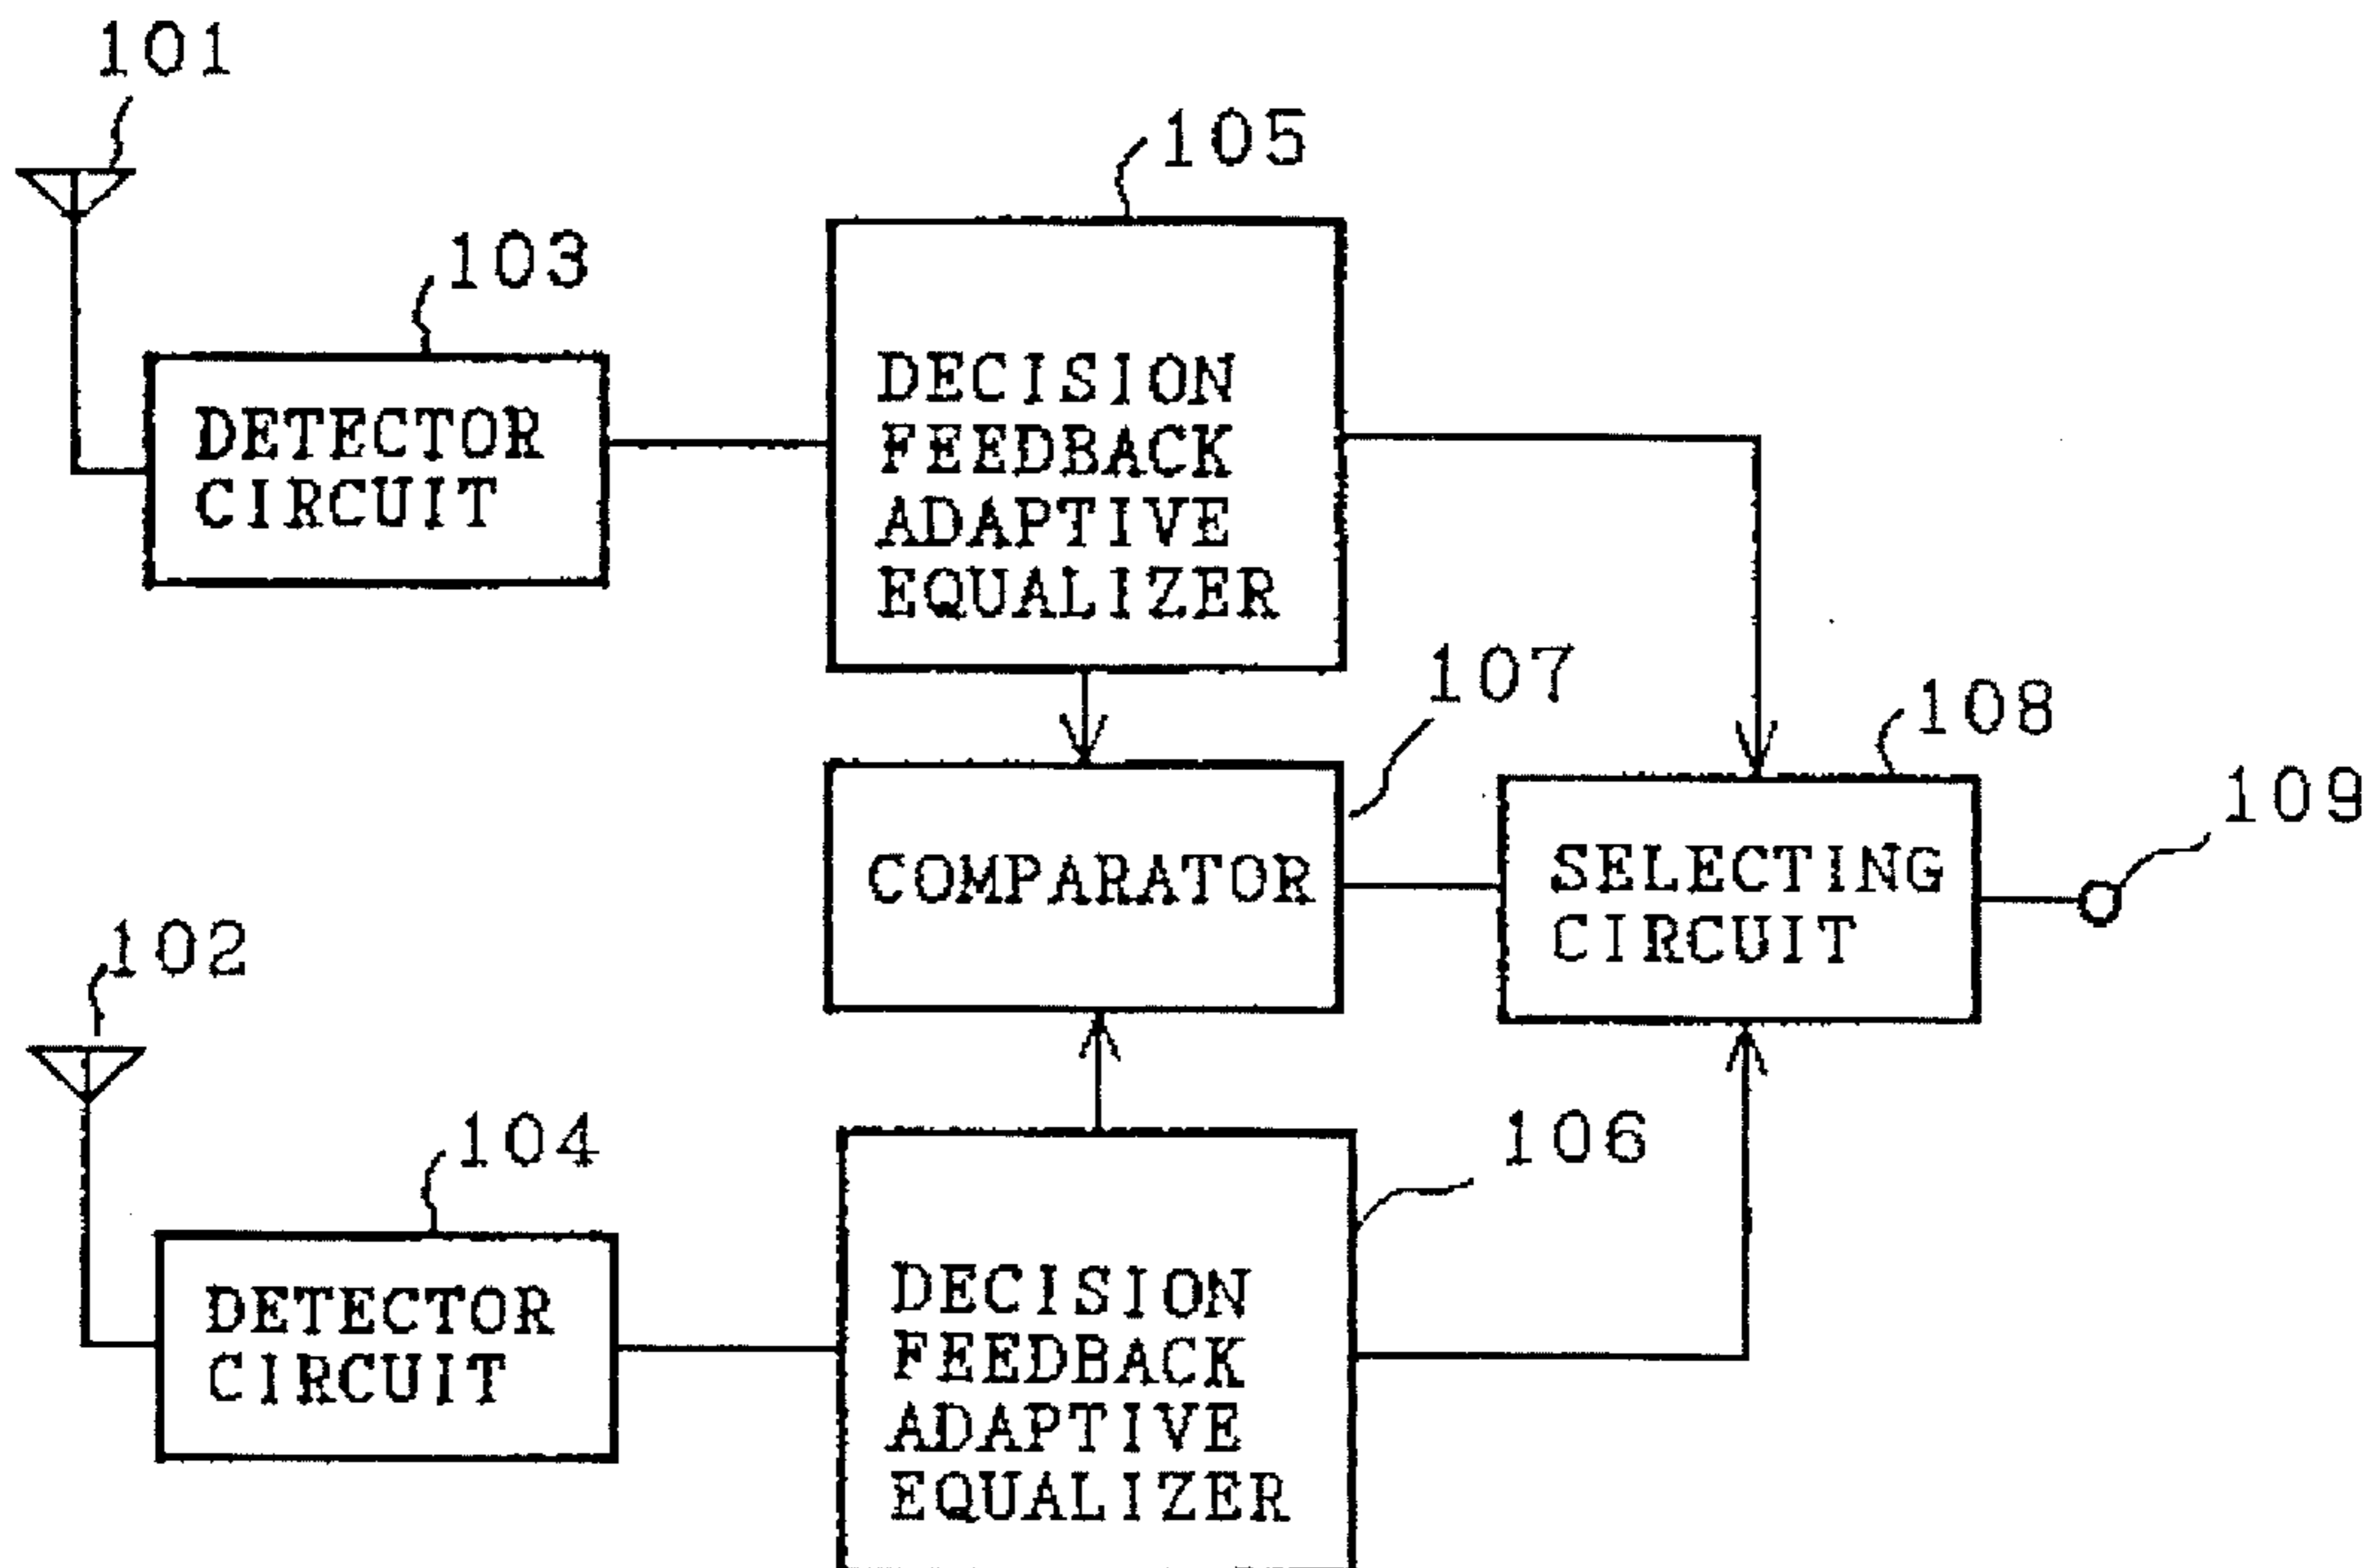 101
105
103
DECISION
FEEDBACK
ADAPTIVE
EQUALIZER
DETECTOR
CIRCUIT
107
108
109
COMPARATOR
SELECTING
CIRCUIT
102
104
106
DETECTOR
CIRCUIT
DECISION
FEEDBACK
ADAPTIVE
EQUALIZER